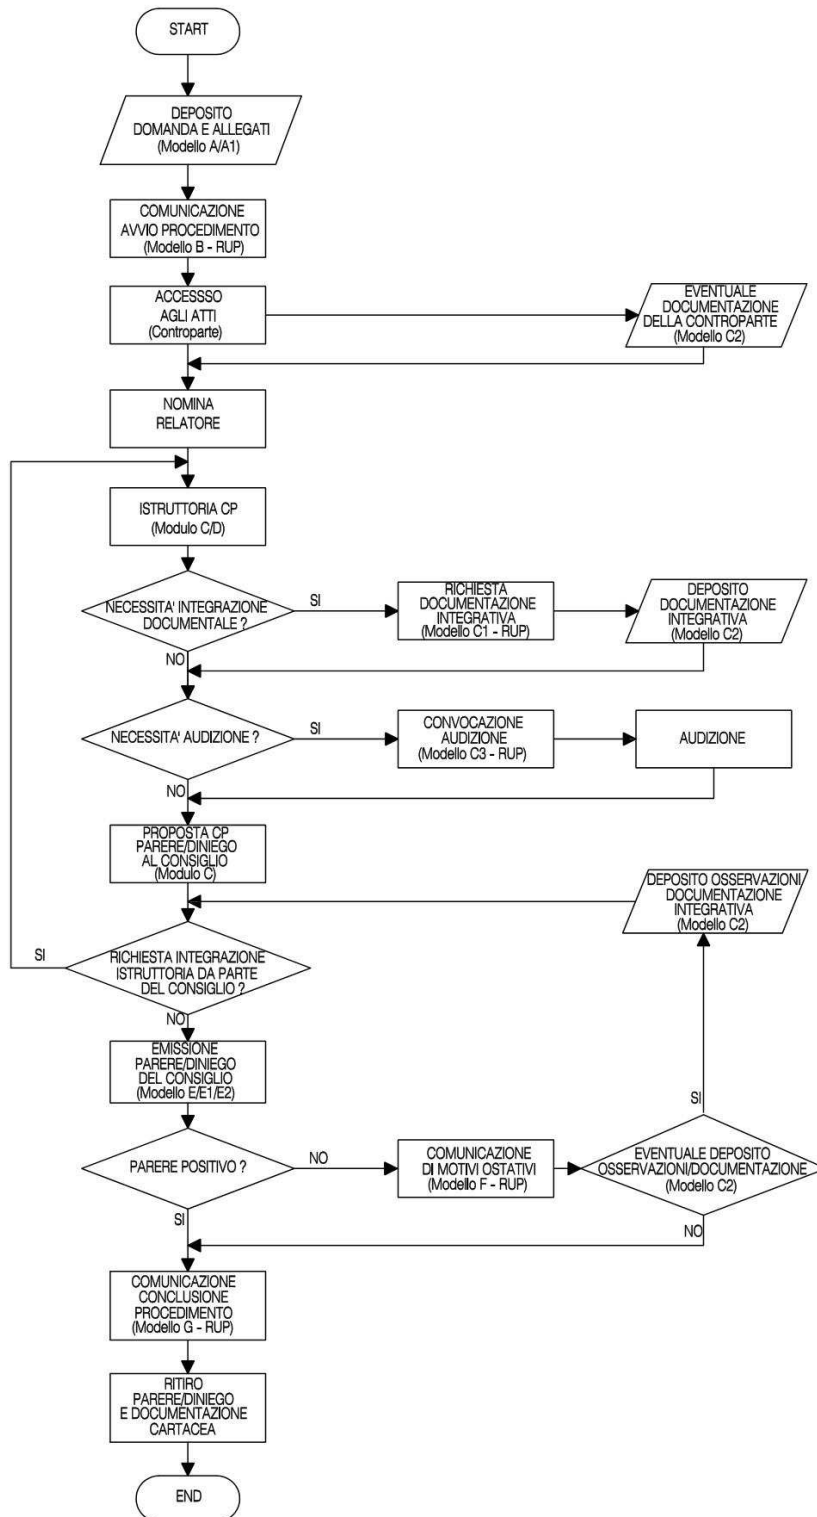 START
DEPOSITO
DOMANDA E ALLEGATI
(Modello A/A1)
COMUNICAZIONE
AVVIO PROCEDIMENTO
(Modello B - RUP)
ACCESSSO
AGLI ATTI
(Controparte)
EVENTUALE
DOCUMENTAZIONE
DELLA CONTROPARTE
(Modello C2)
NOMINA
RELATORE
ISTRUTTORIA CP
(Modulo C/D)
NECESSITA' INTEGRAZIONE
DOCUMENTALE ?
SI
RICHIESTA
DOCUMENTAZIONE
INTEGRATIVA
(Modello C1 - RUP)
DEPOSITO
DOCUMENTAZIONE
INTEGRATIVA
(Modello C2)
NO
NECESSITA' AUDIZIONE ?
SI
CONVOCAZIONE
AUDIZIONE
(Modello C3 - RUP)
AUDIZIONE
NO
PROPOSTA CP
PARERE/DINIEGO
AL CONSIGLIO
(Modulo C)
DEPOSITO OSSERVAZIONI
DOCUMENTAZIONE
INTEGRATIVA
(Modello C2)
SI
RICHIESTA INTEGRAZIONE
ISTRUTTORIA DA PARTE
DEL CONSIGLIO ?
NO
EMISSIONE
PARERE/DINIEGO
DEL CONSIGLIO
(Modello E/E1/E2)
SI
PARERE POSITIVO ?
NO
COMUNICAZIONE
DI MOTIVI OSTATIVI
(Modello F - RUP)
EVENTUALE DEPOSITO
OSSERVAZIONI/DOCUMENTAZIONE
(Modello C2)
SI
NO
COMUNICAZIONE
CONCLUSIONE
PROCEDIMENTO
(Modello G - RUP)
RITIRO
PARERE/DINIEGO
E DOCUMENTAZIONE
CARTACEA
END